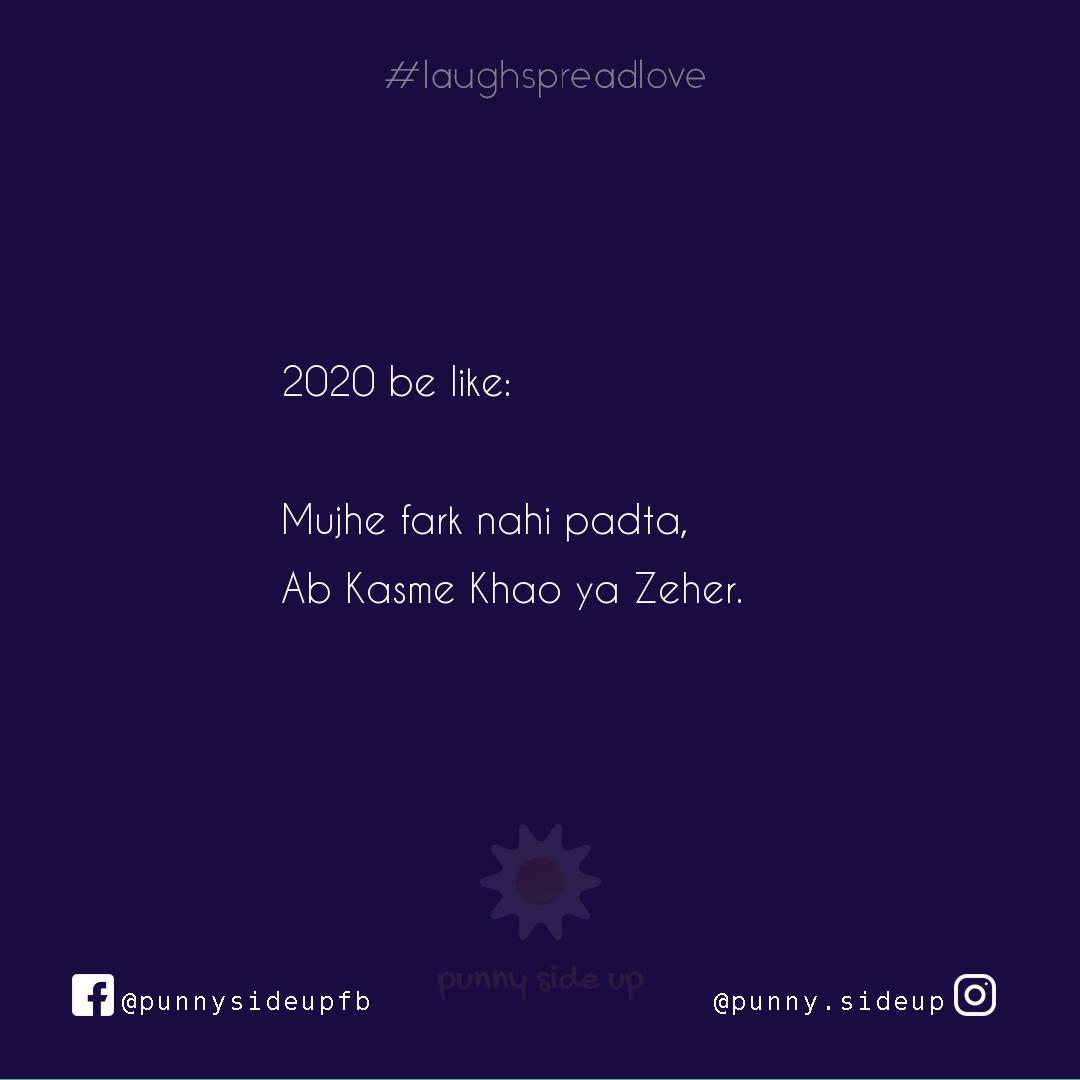 #laughspreadlove
2020 be like:
Mujhe fark nahi padta,
Ab Kasme Khao ya Zeher.
punny side up
@punnysideupfb
@punny.sideup